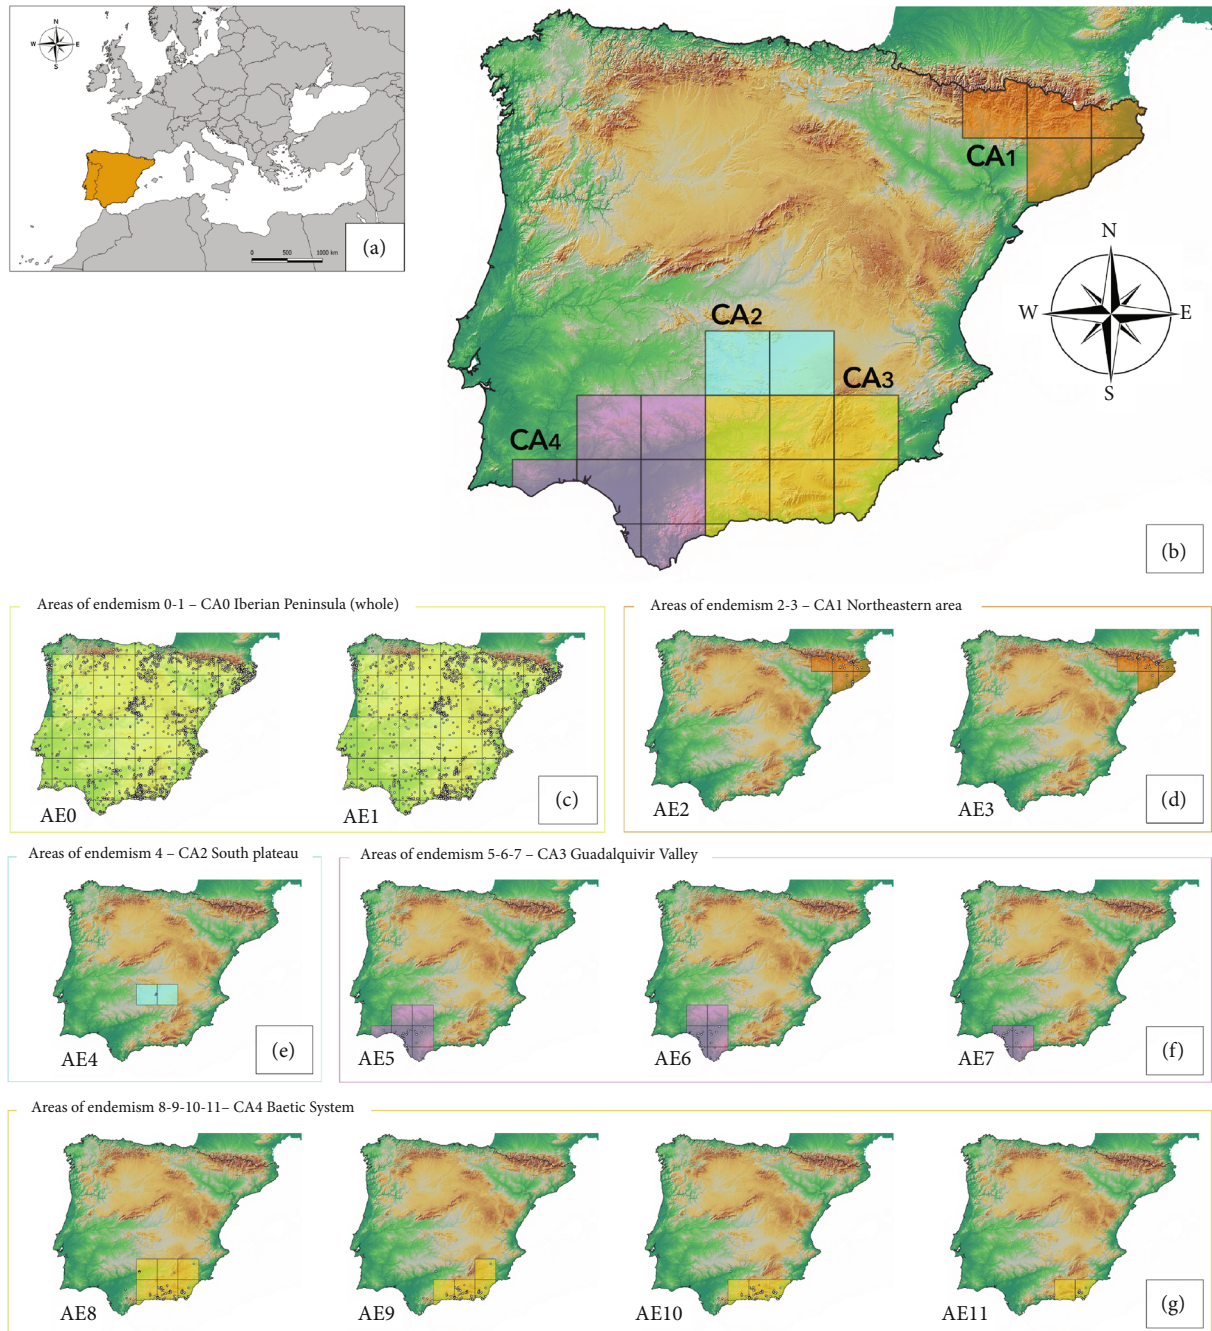 N
W E
S
0 500 1000 km
(a)
CA1
N
W E
S
CA2
CA3
CA4
(b)
Areas of endemism 0-1 – CA0 Iberian Peninsula (whole)
AE0
AE1
(c)
Areas of endemism 2-3 – CA1 Northeastern area
AE2
AE3
(d)
Areas of endemism 4 – CA2 South plateau
AE4
(e)
Areas of endemism 5-6-7 – CA3 Guadalquivir Valley
AE5
AE6
AE7
(f)
Areas of endemism 8-9-10-11– CA4 Baetic System
AE8
AE9
AE10
AE11
(g)